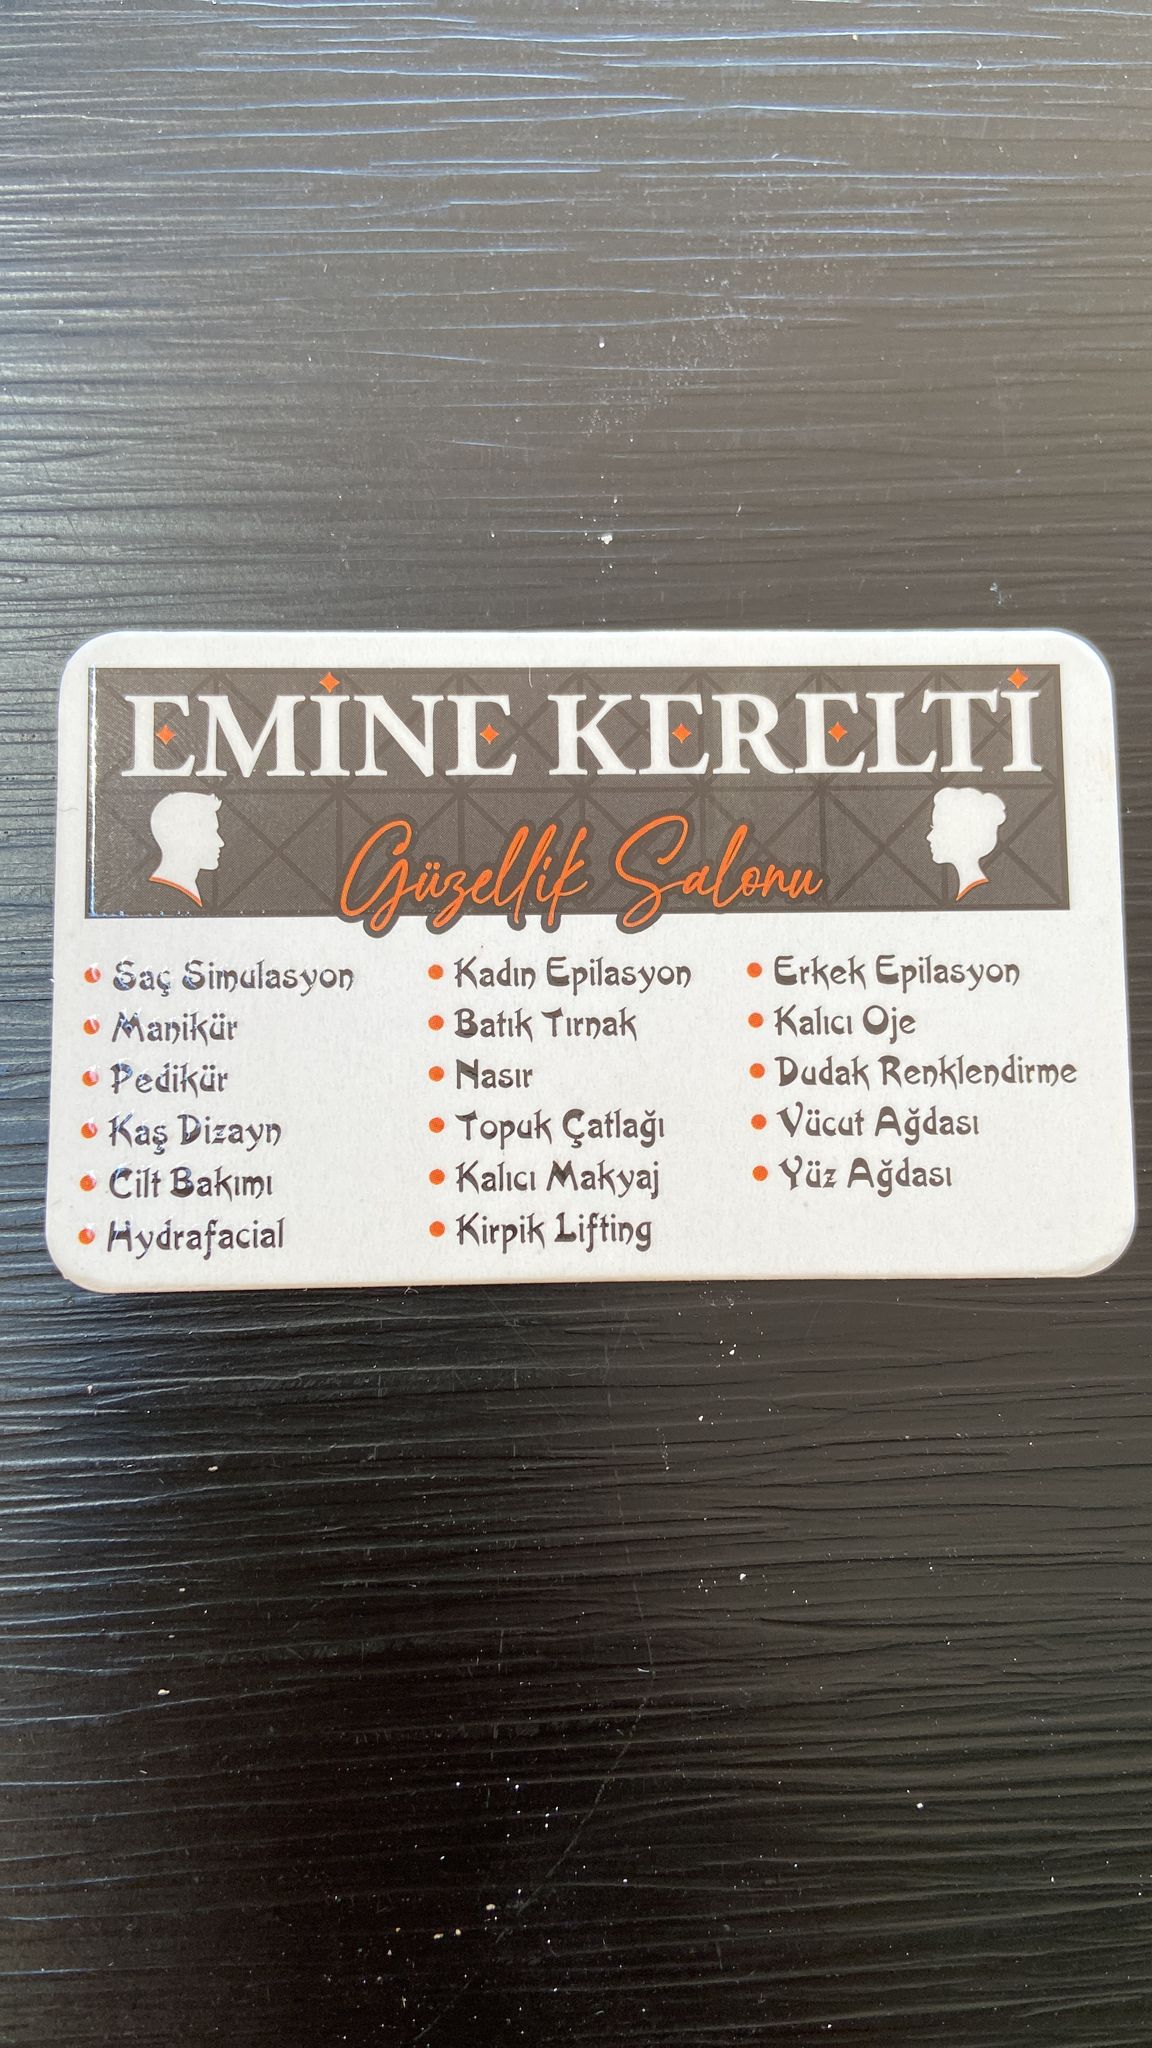 EMİNE KERELTİ
Güzellik Salonu
• Saç Simulasyon
• Manikür
• Pedikür
• Kaş Dizayn
• Cilt Bakımı
• Hydrafacial
• Kadın Epilasyon
• Batık Tırnak
• Nasır
• Topuk Çatlağı
• Kalıcı Makyaj
• Kirpik Lifting
• Erkek Epilasyon
• Kalıcı Oje
• Dudak Renklendirme
• Vücut Ağdası
• Yüz Ağdası